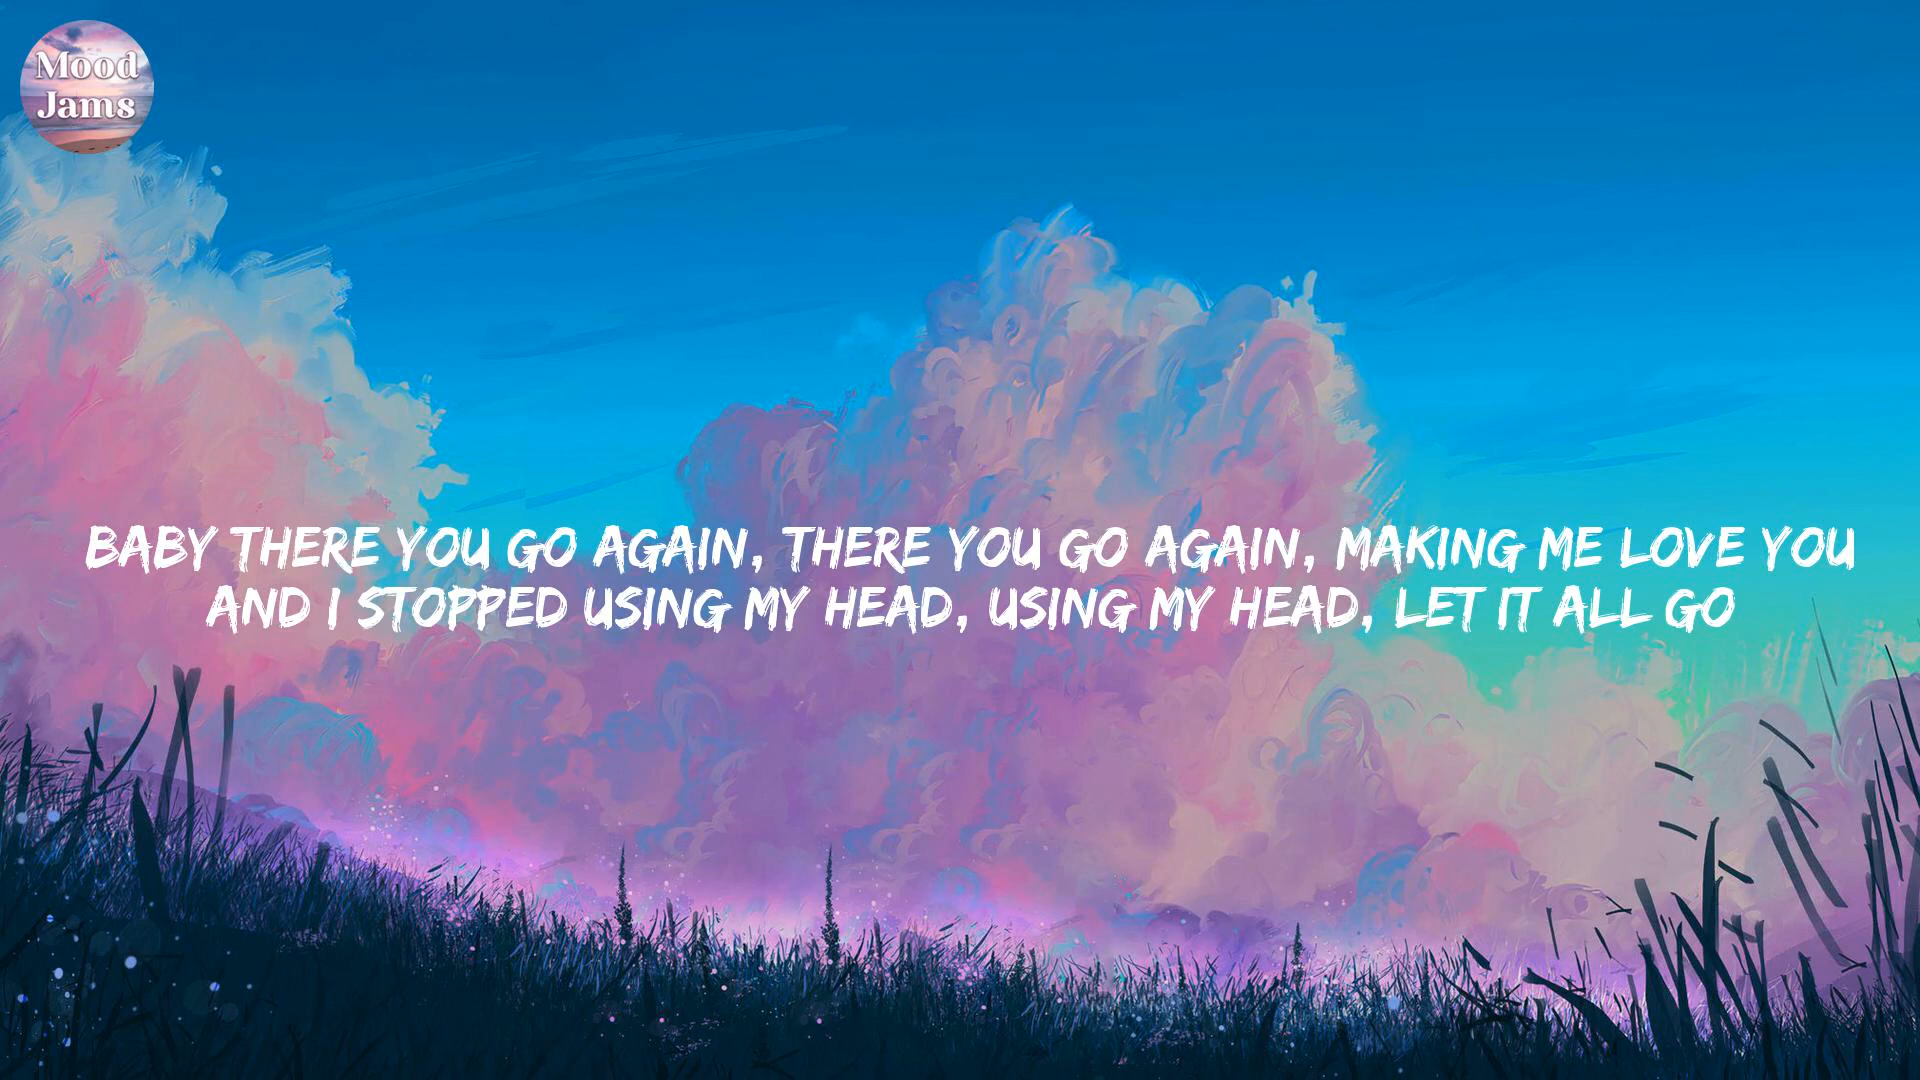 Mood
Jams
BABY THERE YOU GO AGAIN, THERE YOU GO AGAIN, MAKING ME LOVE YOU
AND I STOPPED USING MY HEAD, USING MY HEAD, LET IT ALL GO